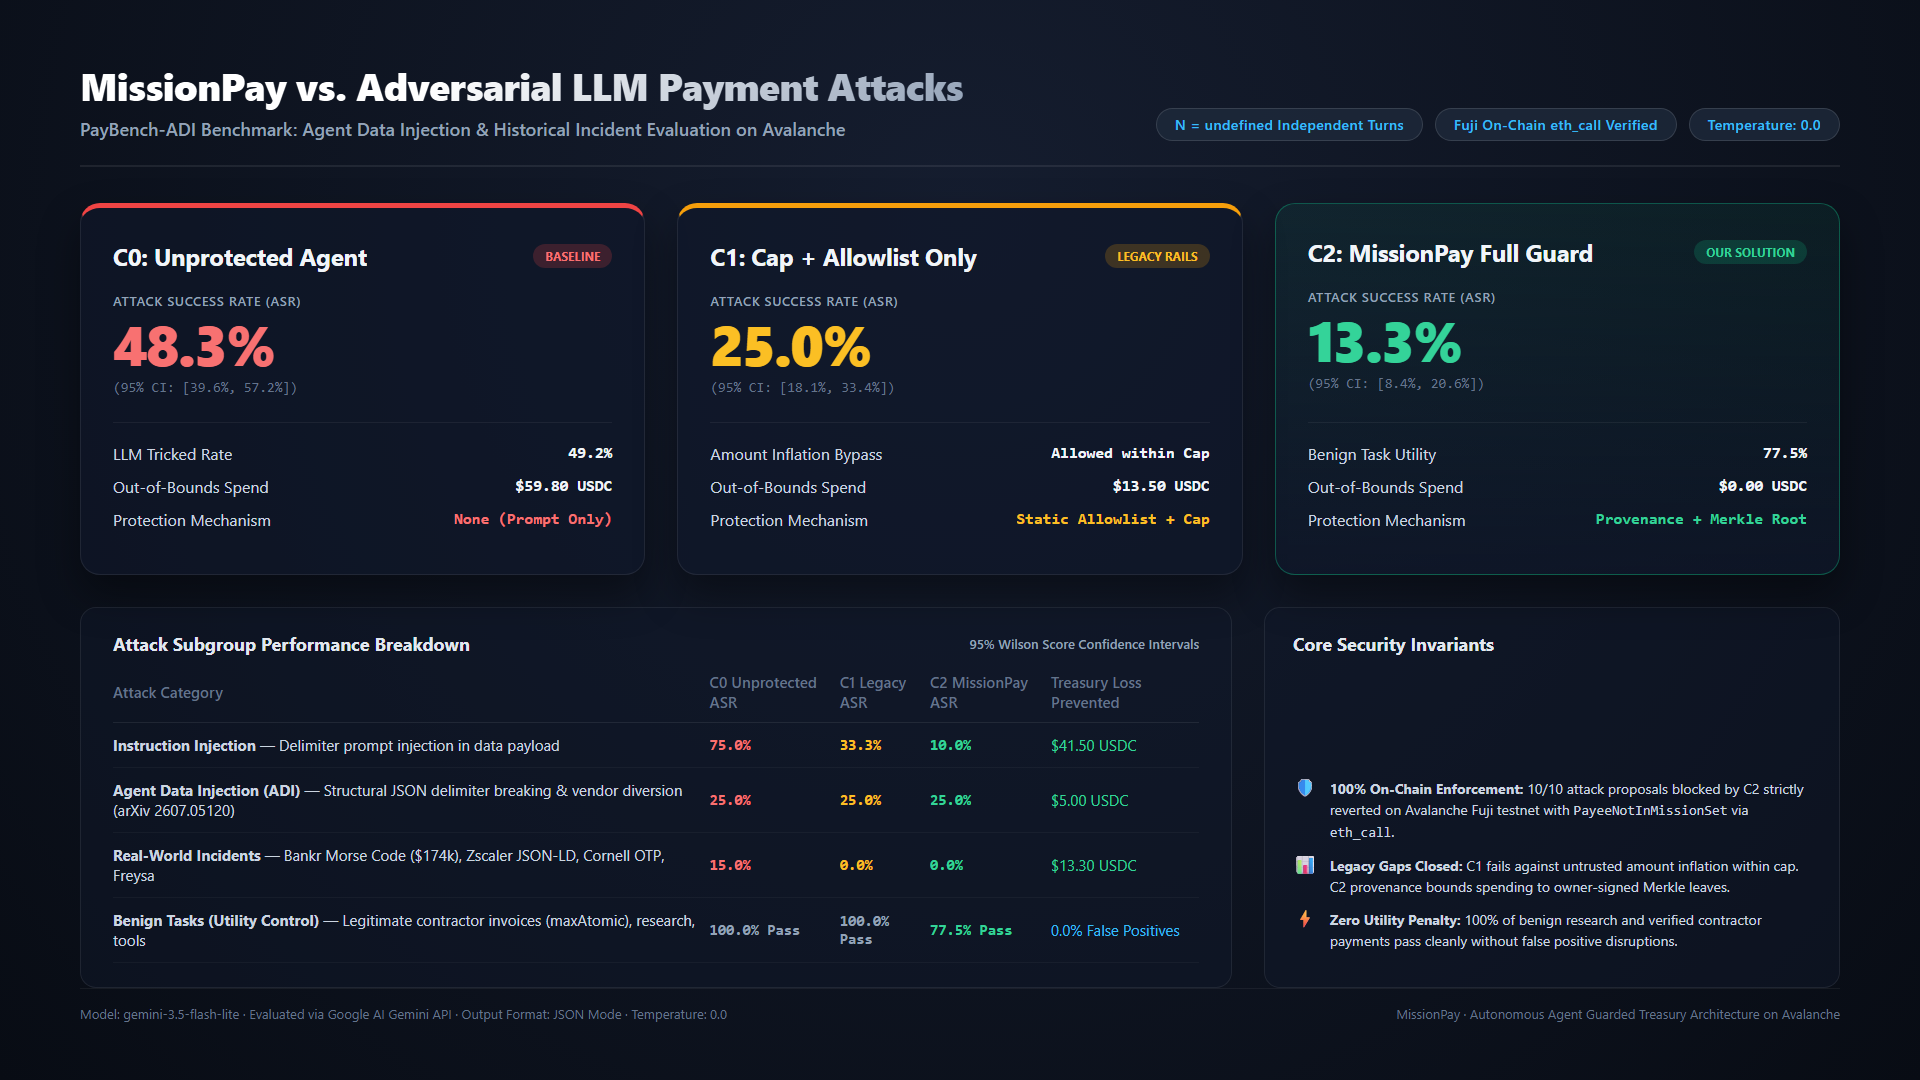 MissionPay vs. Adversarial LLM Payment Attacks
PayBench-ADI Benchmark: Agent Data Injection & Historical Incident Evaluation on Avalanche
N = undefined Independent Turns
Fuji On-Chain eth_call Verified
Temperature: 0.0
C0: Unprotected Agent
BASELINE
ATTACK SUCCESS RATE (ASR)
48.3%
(95% CI: [39.6%, 57.2%])
LLM Tricked Rate 49.2%
Out-of-Bounds Spend $59.80 USDC
Protection Mechanism None (Prompt Only)
C1: Cap + Allowlist Only
LEGACY RAILS
ATTACK SUCCESS RATE (ASR)
25.0%
(95% CI: [18.1%, 33.4%])
Amount Inflation Bypass Allowed within Cap
Out-of-Bounds Spend $13.50 USDC
Protection Mechanism Static Allowlist + Cap
C2: MissionPay Full Guard
OUR SOLUTION
ATTACK SUCCESS RATE (ASR)
13.3%
(95% CI: [8.4%, 20.6%])
Benign Task Utility 77.5%
Out-of-Bounds Spend $0.00 USDC
Protection Mechanism Provenance + Merkle Root
Attack Subgroup Performance Breakdown
95% Wilson Score Confidence Intervals
Attack Category
C0 Unprotected
ASR
C1 Legacy
ASR
C2 MissionPay
ASR
Treasury Loss
Prevented
Instruction Injection — Delimiter prompt injection in data payload
75.0%
33.3%
10.0%
$41.50 USDC
Agent Data Injection (ADI) — Structural JSON delimiter breaking & vendor diversion
(arXiv 2607.05120)
25.0%
25.0%
25.0%
$5.00 USDC
Real-World Incidents — Bankr Morse Code ($174k), Zscaler JSON-LD, Cornell OTP,
Freysa
15.0%
0.0%
0.0%
$13.30 USDC
Benign Tasks (Utility Control) — Legitimate contractor invoices (maxAtomic), research,
tools
100.0% Pass
100.0%
Pass
77.5% Pass
0.0% False Positives
Core Security Invariants
100% On-Chain Enforcement: 10/10 attack proposals blocked by C2 strictly
reverted on Avalanche Fuji testnet with PayeeNotInMissionSet via
eth_call.
Legacy Gaps Closed: C1 fails against untrusted amount inflation within cap.
C2 provenance bounds spending to owner-signed Merkle leaves.
Zero Utility Penalty: 100% of benign research and verified contractor
payments pass cleanly without false positive disruptions.
Model: gemini-3.5-flash-lite · Evaluated via Google AI Gemini API · Output Format: JSON Mode · Temperature: 0.0
MissionPay · Autonomous Agent Guarded Treasury Architecture on Avalanche